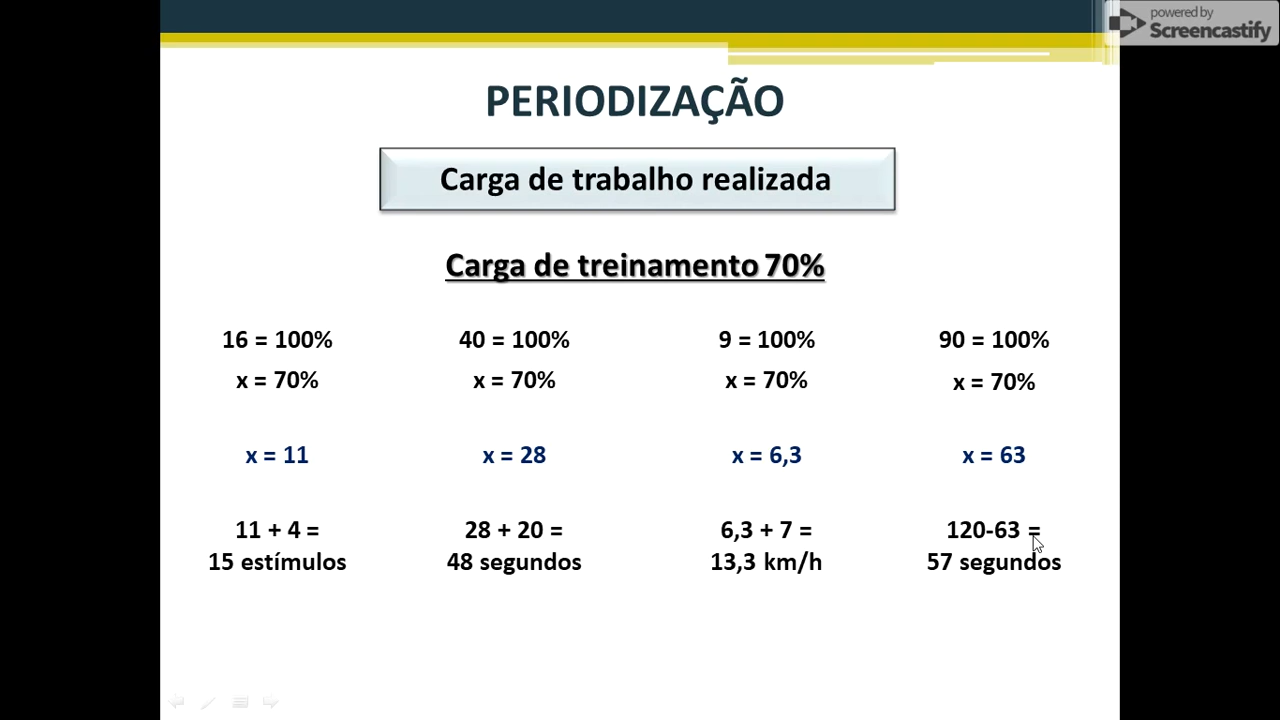 powered by
Screencastify
PERIODIZAÇÃO
Carga de trabalho realizada
Carga de treinamento 70%
16 = 100%
x = 70%
x = 11
11 + 4 =
15 estímulos
40 = 100%
x = 70%
x = 28
28 + 20 =
48 segundos
9 = 100%
x = 70%
x = 6,3
6,3 + 7 =
13,3 km/h
90 = 100%
x = 70%
x = 63
120-63 =
57 segundos